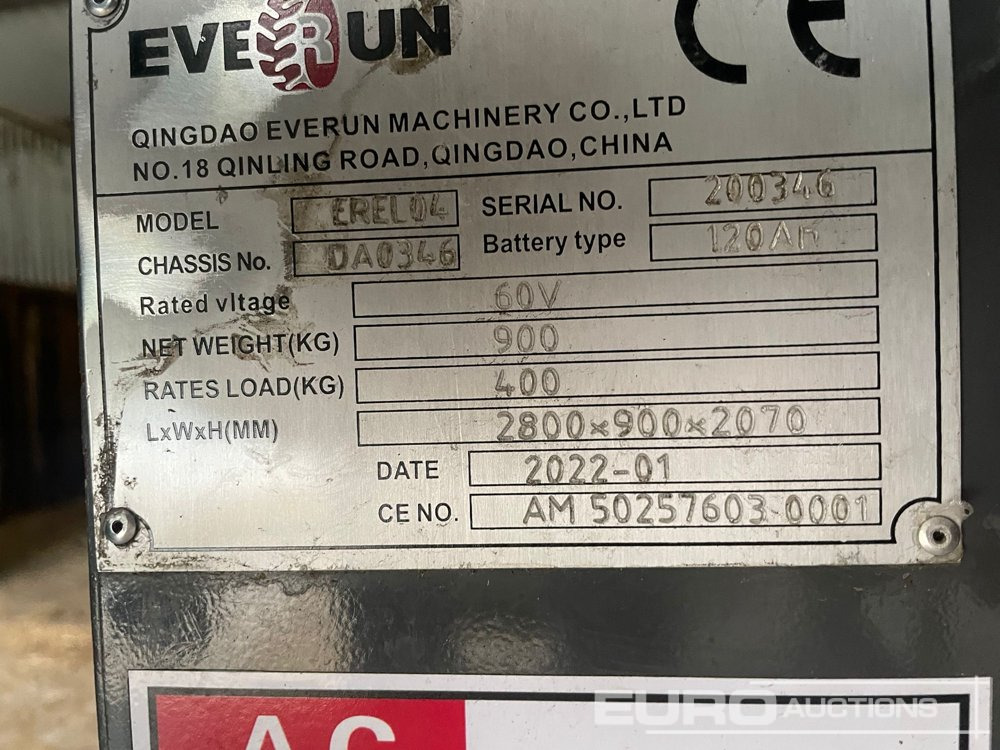 EVERUN CE
QINGDAO EVERUN MACHINERY CO.,LTD
NO.18 QINLING ROAD,QINGDAO,CHINA
MODEL EREL04 SERIAL NO. 200346
CHASSIS No. DA0346 Battery type 120AH
Rated vltage 60V
NET WEIGHT(KG) 900
RATES LOAD(KG) 400
LxWxH(MM) 2800×900×2070
DATE 2022-01
CE NO. AM 50257603 0001
AC
EURO AUCTIONS